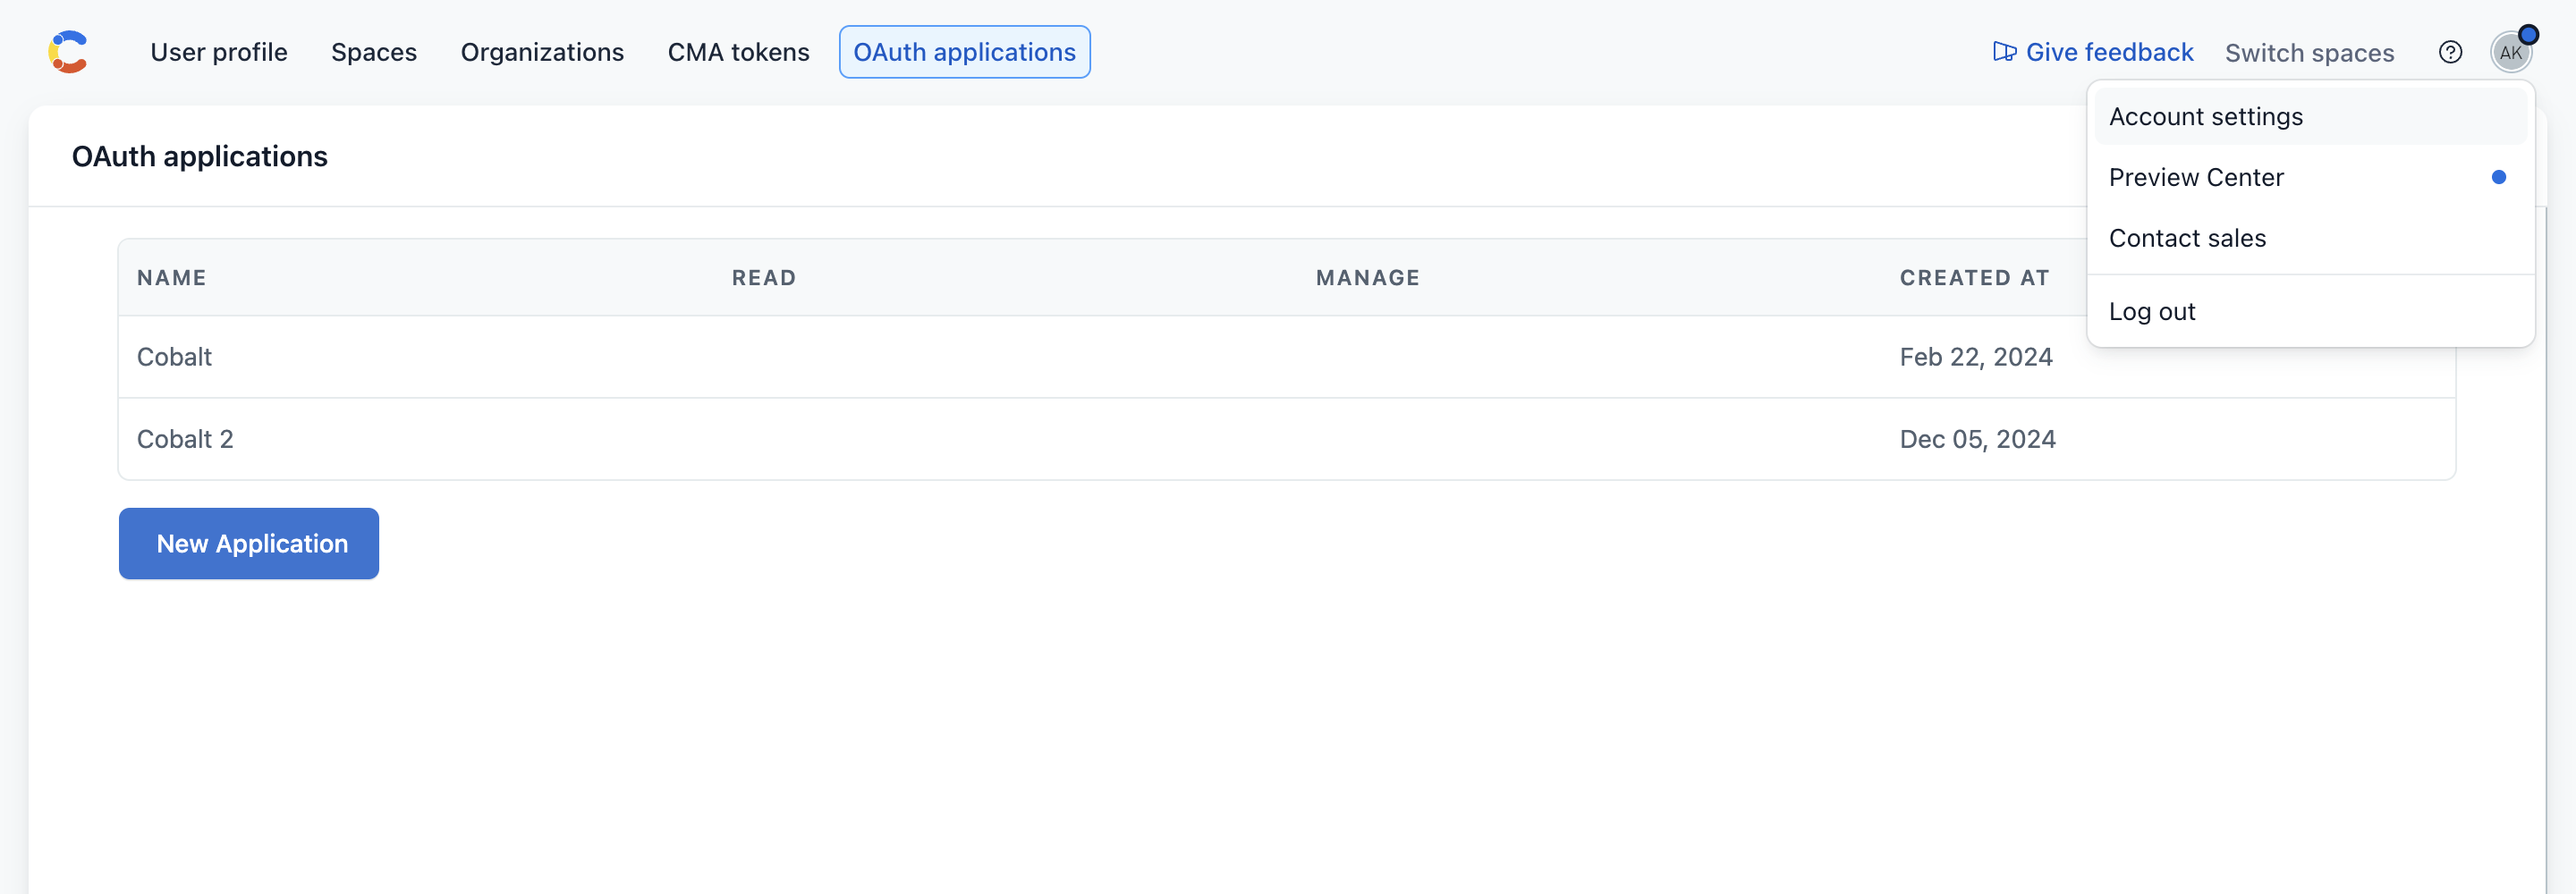 User profile Spaces Organizations CMA tokens OAuth applications Give feedback Switch spaces AK
Account settings
Preview Center
Contact sales
Log out
OAuth applications
NAME READ MANAGE CREATED AT
Cobalt Feb 22, 2024
Cobalt 2 Dec 05, 2024
New Application